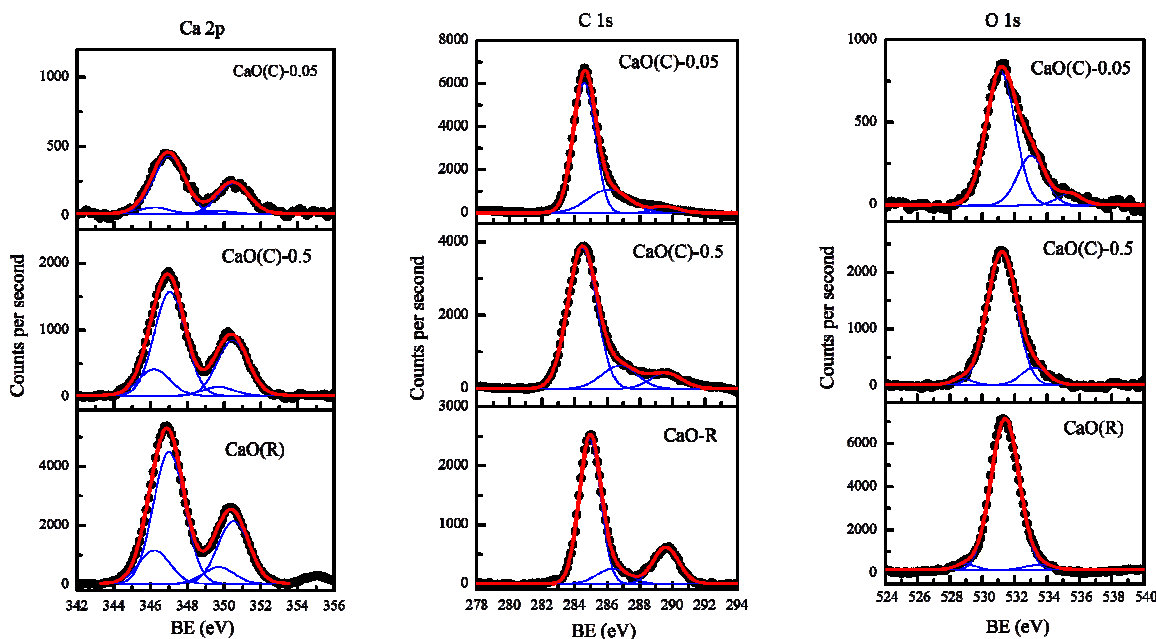 Ca 2p
CaO(C)-0.05
1000
500
0
CaO(C)-0.5
2000
1000
0
CaO(R)
4000
2000
0
342 344 346 348 350 352 354 356
BE (eV)
Counts per second
C 1s
CaO(C)-0.05
8000
6000
4000
2000
0
CaO(C)-0.5
4000
2000
0
CaO-R
3000
2000
1000
0
278 280 282 284 286 288 290 292 294
BE (eV)
Counts per second
O 1s
CaO(C)-0.05
1000
500
0
CaO(C)-0.5
2000
0
CaO(R)
6000
4000
2000
0
524 526 528 530 532 534 536 538 540
BE (eV)
Counts per second